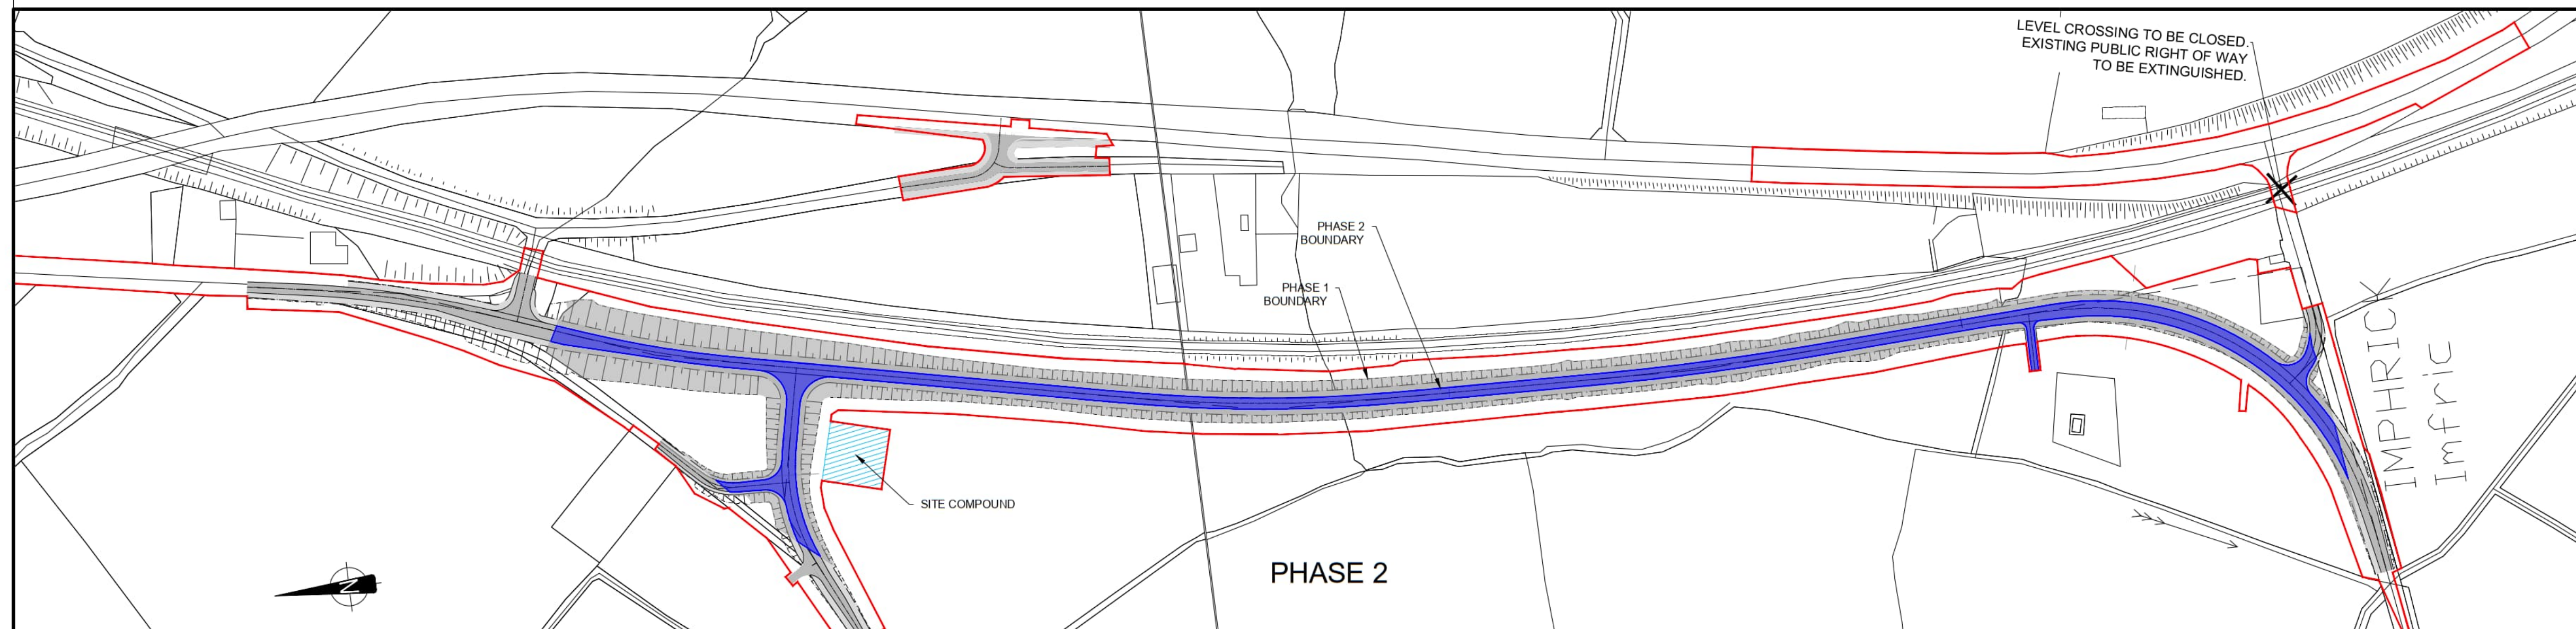 LEVEL CROSSING TO BE CLOSED.
EXISTING PUBLIC RIGHT OF WAY
TO BE EXTINGUISHED.
PHASE 2
BOUNDARY
PHASE 1
BOUNDARY
SITE COMPOUND
PHASE 2
IMPHRICK
Imfric
N